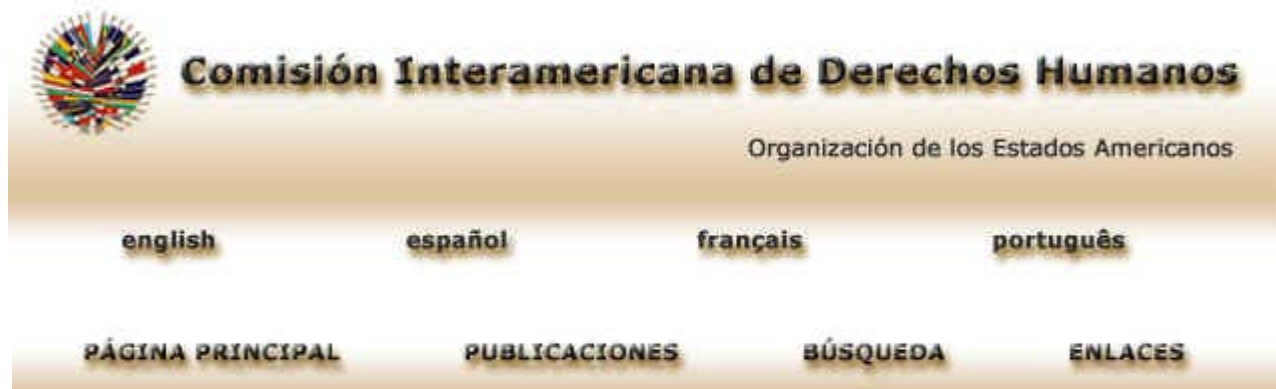 Comisión Interamericana de Derechos Humanos
Organización de los Estados Americanos
english español français português
PÁGINA PRINCIPAL PUBLICACIONES BÚSQUEDA ENLACES